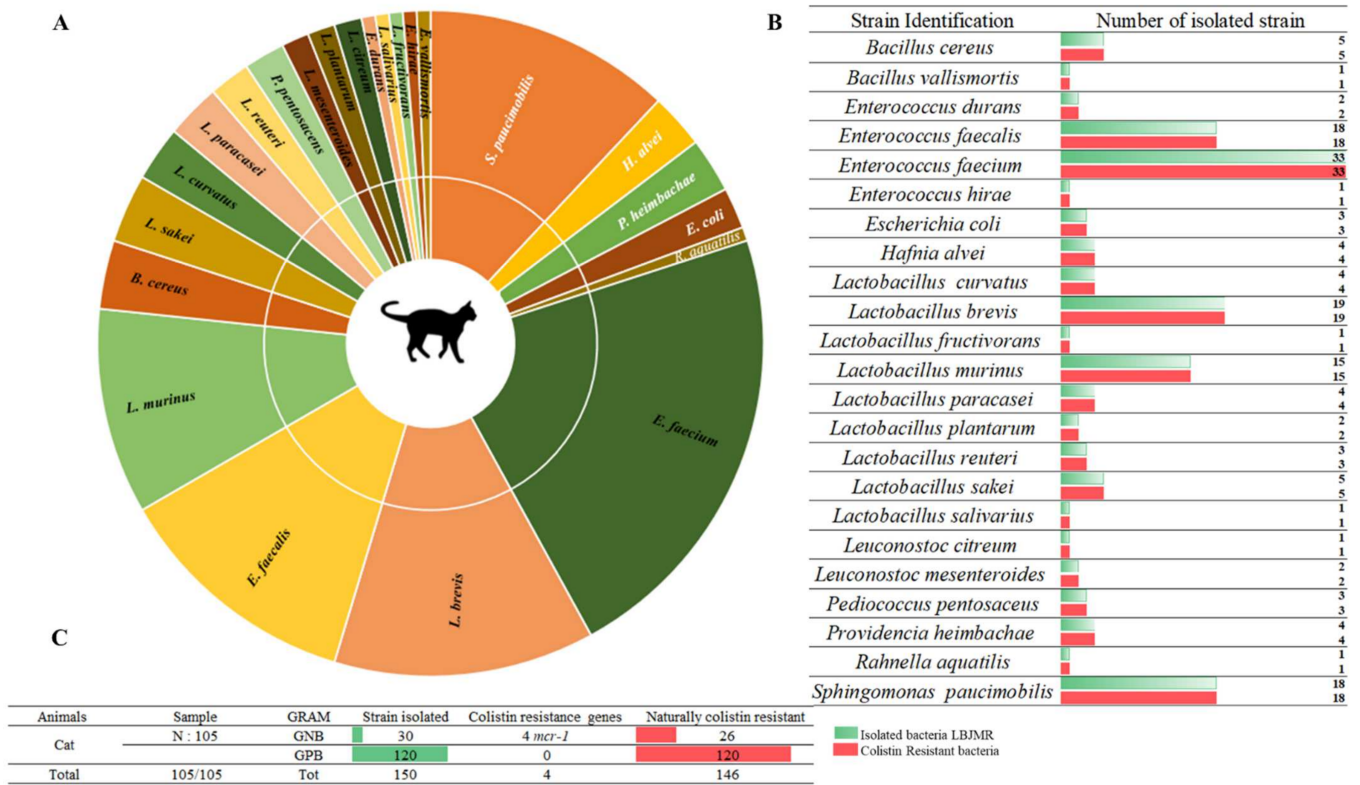 A
S. paucimobilis
H. alvei
P. heimbachae
E. coli
R. aquatilis
E. faecium
L. brevis
E. faecalis
L. murinus
B. cereus
L. sakei
L. curvatus
L. paracasei
L. reuteri
P. pentosacens
L. mesenteroides
L. plantarum
L. citreum
E. durans
L. salivarius
L. fructivorans
E. hirae
E. vallismortis
B
Strain Identification Number of isolated strain
Bacillus cereus 5
5
Bacillus vallismortis 1
1
Enterococcus durans 2
2
Enterococcus faecalis 18
18
Enterococcus faecium 33
33
Enterococcus hirae 1
1
Escherichia coli 3
3
Hafnia alvei 4
4
Lactobacillus curvatus 4
4
Lactobacillus brevis 19
19
Lactobacillus fructivorans 1
1
Lactobacillus murinus 15
15
Lactobacillus paracasei 4
4
Lactobacillus plantarum 2
2
Lactobacillus reuteri 3
3
Lactobacillus sakei 5
5
Lactobacillus salivarius 1
1
Leuconostoc citreum 1
1
Leuconostoc mesenteroides 2
2
Pediococcus pentosaceus 3
3
Providencia heimbachae 4
4
Rahnella aquatilis 1
1
Sphingomonas paucimobilis 18
18
Isolated bacteria LBJMR
Colistin Resistant bacteria
C
Animals Sample GRAM Strain isolated Colistin resistance genes Naturally colistin resistant
Cat N : 105 GNB 30 4 mcr-1 26
GPB 120 0 120
Total 105/105 Tot 150 4 146